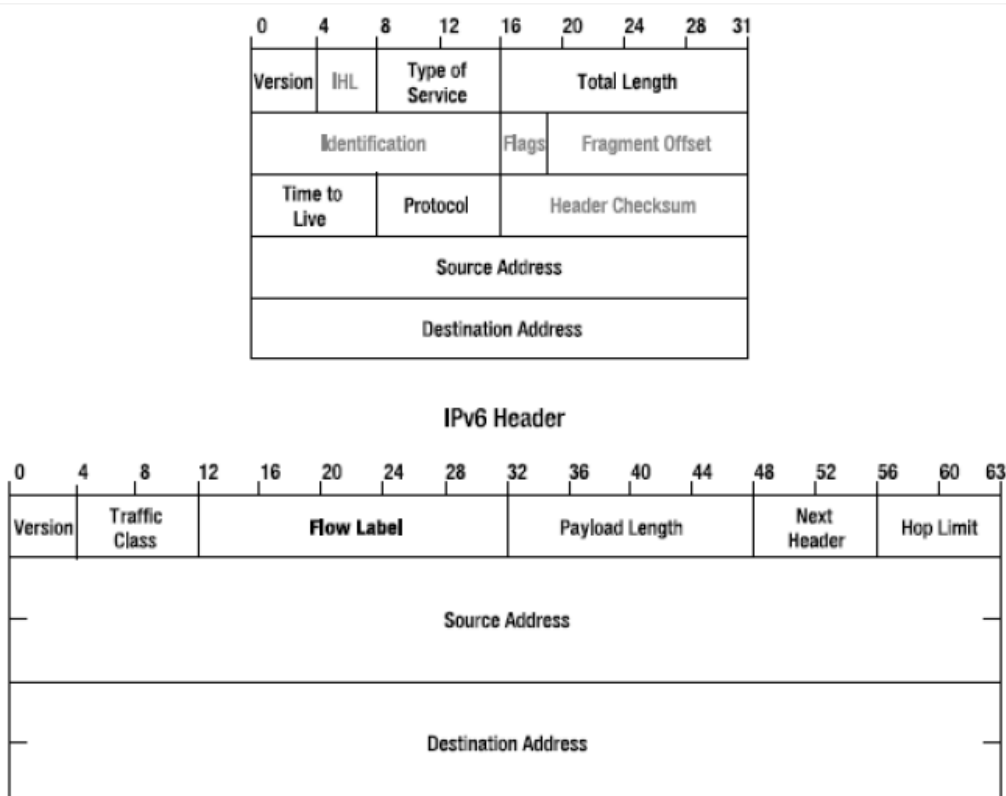 0 4 8 12 16 20 24 28 31
Version IHL Type of Service Total Length
Identification Flags Fragment Offset
Time to Live Protocol Header Checksum
Source Address
Destination Address
IPv6 Header
0 4 8 12 16 20 24 28 32 36 40 44 48 52 56 60 63
Version Traffic Class Flow Label Payload Length Next Header Hop Limit
Source Address
Destination Address